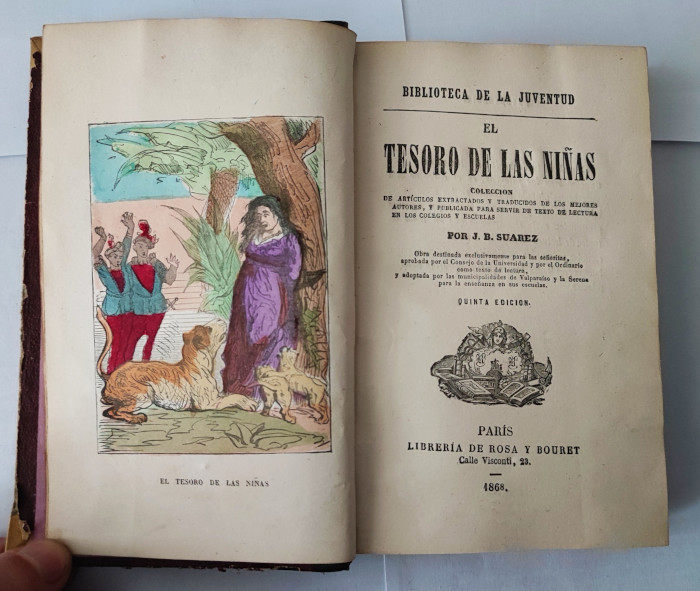 EL TESORO DE LAS NIÑAS
BIBLIOTECA DE LA JUVENTUD
EL
TESORO DE LAS NIÑAS
COLECCION
DE ARTÍCULOS EXTRACTADOS Y TRADUCIDOS DE LOS MEJORES
AUTORES, Y PUBLICADA PARA SERVIR DE TEXTO DE LECTURA
EN LOS COLEGIOS Y ESCUELAS
POR J. B. SUAREZ
Obra destinada exclusivamente para las señoritas,
aprobada por el Consejo de la Universidad y por el Ordinario
como texto de lectura,
y adoptada por las municipalidades de Valparaiso y la Serena
para la enseñanza en sus escuelas.
QUINTA EDICION.
PARÍS
LIBRERÍA DE ROSA Y BOURET
Calle Visconti, 23.
1868.